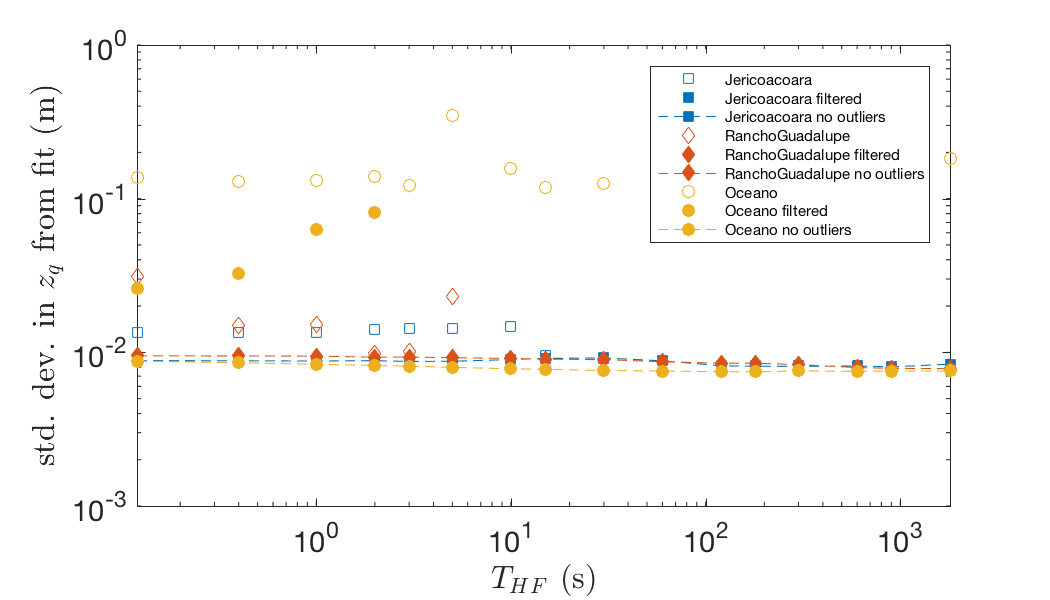 10^0
10^-1
10^-2
10^-3
std. dev. in z_q from fit (m)
Jericoacoara
Jericoacoara filtered
Jericoacoara no outliers
RanchoGuadalupe
RanchoGuadalupe filtered
RanchoGuadalupe no outliers
Oceano
Oceano filtered
Oceano no outliers
10^0 10^1 10^2 10^3
T_HF (s)